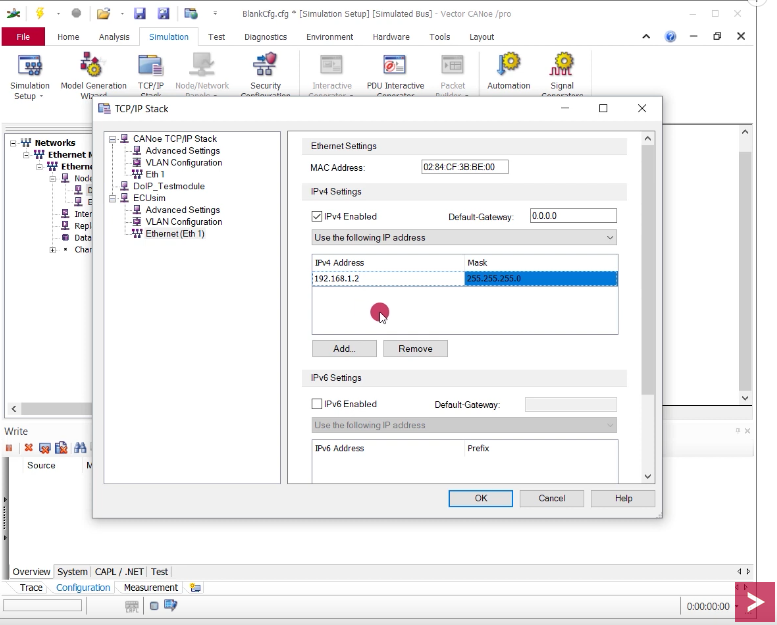 BlankCfg.cfg * [Simulation Setup] [Simulated Bus] - Vector CANoe /pro
File Home Analysis Simulation Test Diagnostics Environment Hardware Tools Layout
Simulation Setup Model Generation Wizard TCP/IP Stack Node/Network Panels Security Configuration Interactive Generator PDU Interactive Generator Packet Builder Automation Signal Generators
TCP/IP Stack
Networks
Ethernet N
Etherne
Node
D
E
Inter
Repl
Data
Char
CANoe TCP/IP Stack
Advanced Settings
VLAN Configuration
Eth 1
DoIP_Testmodule
ECUsim
Advanced Settings
VLAN Configuration
Ethernet (Eth 1)
Ethernet Settings
MAC Address: 02:84:CF:3B:BE:00
IPv4 Settings
IPv4 Enabled Default-Gateway: 0.0.0.0
Use the following IP address
IPv4 Address Mask
192.168.1.2 255.255.255.0
Add... Remove
IPv6 Settings
IPv6 Enabled Default-Gateway:
Use the following IP address
IPv6 Address Prefix
OK Cancel Help
Write
Source M
Overview System CAPL / .NET Test
Trace Configuration Measurement
0:00:00:00